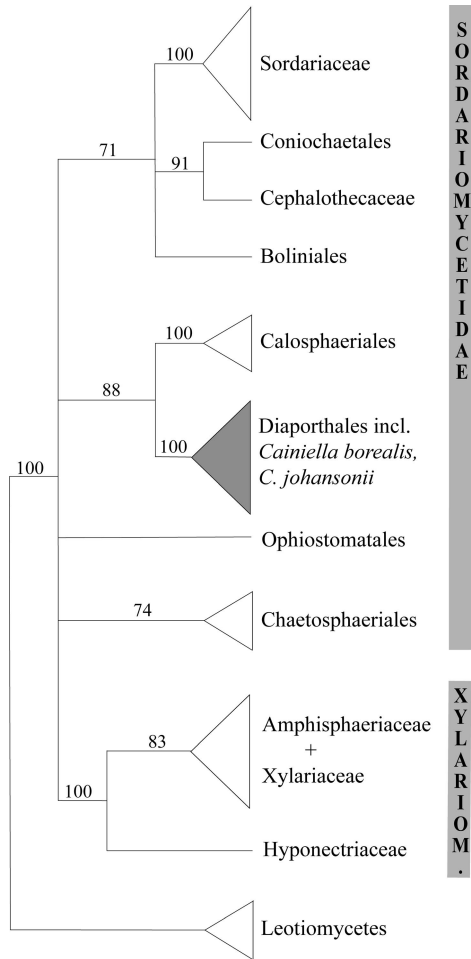 100
Sordariaceae
Coniochaetales
71
91
Cephalothecaceae
Boliniales
100
Calosphaeriales
88
Diaporthales incl.
100
Cainiella borealis,
C. johansonii
100
Ophiostomatales
74
Chaetosphaeriales
Amphisphaeriaceae
83
+
Xylariaceae
100
Hyponectriaceae
Leotiomycetes
SORDARIOMYCETIDAE
XYLARIOM.